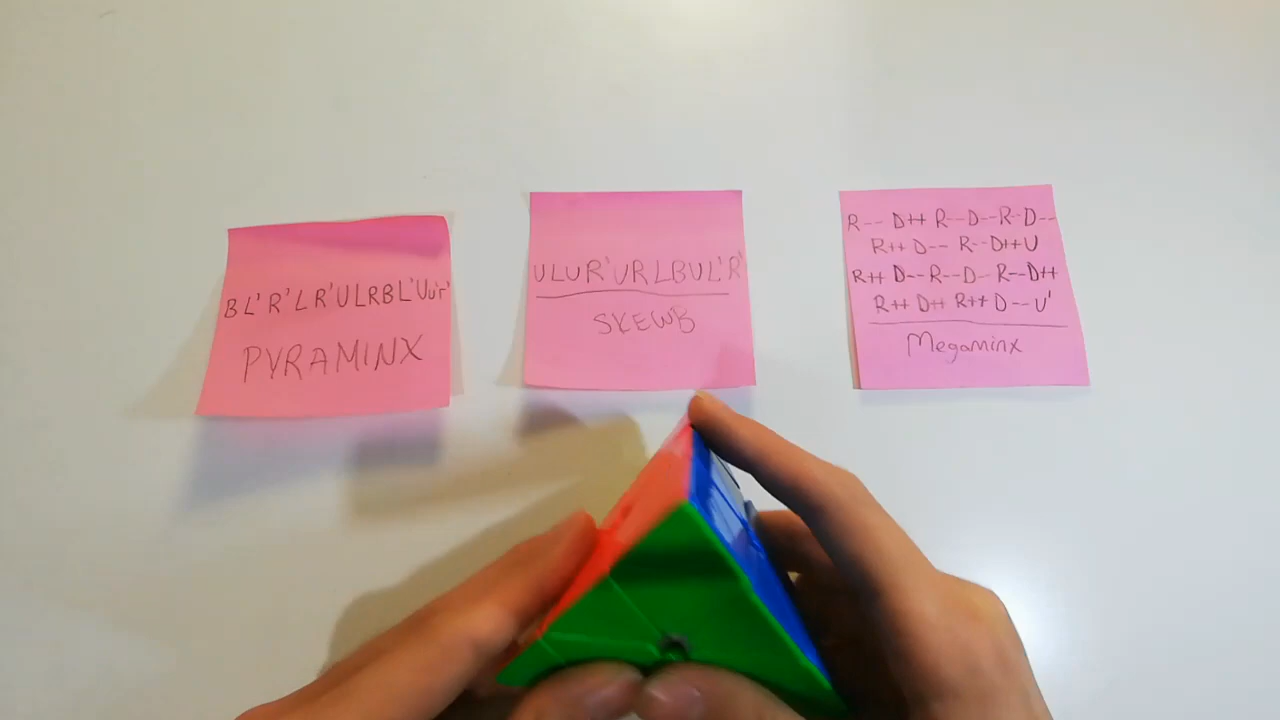 BL'R'LR'ULRBL'Uu'r'
PYRAMINX
ULUR'URLBUL'R'
SKEWB
R-- D++ R-- D-- R-- D--
R++ D-- R-- D++ U
R++ D-- R-- D-- R-- D++
R++ D++ R++ D-- U'
Megaminx